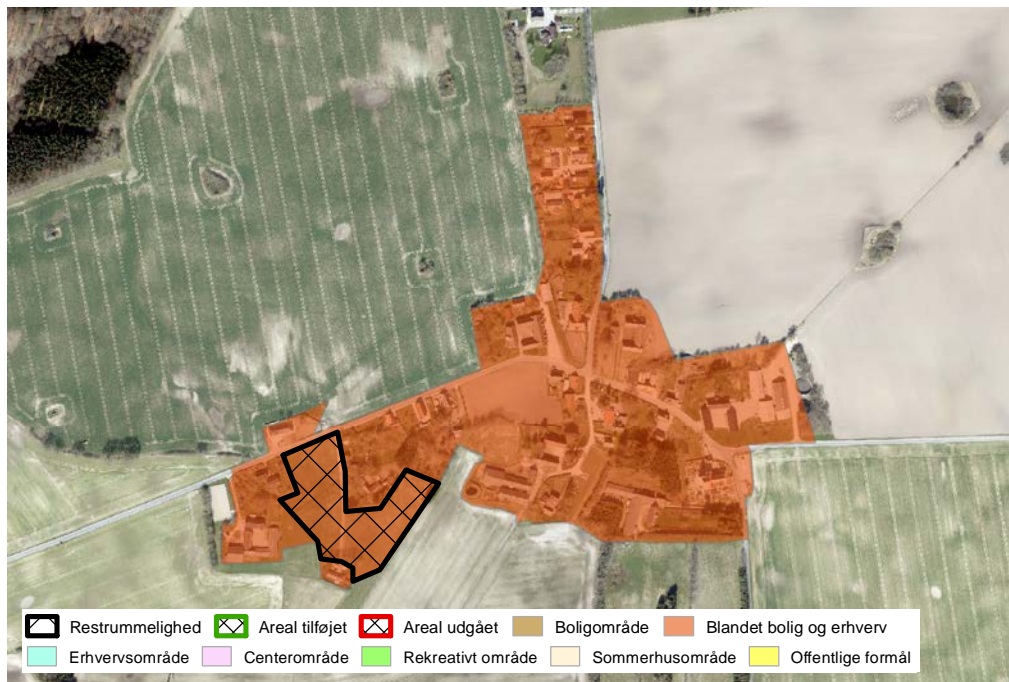 Restrummelighed Areal tilføjet Areal udgået Boligområde Blandet bolig og erhverv
Erhvervsområde Centerområde Rekreativt område Sommerhusområde Offentlige formål